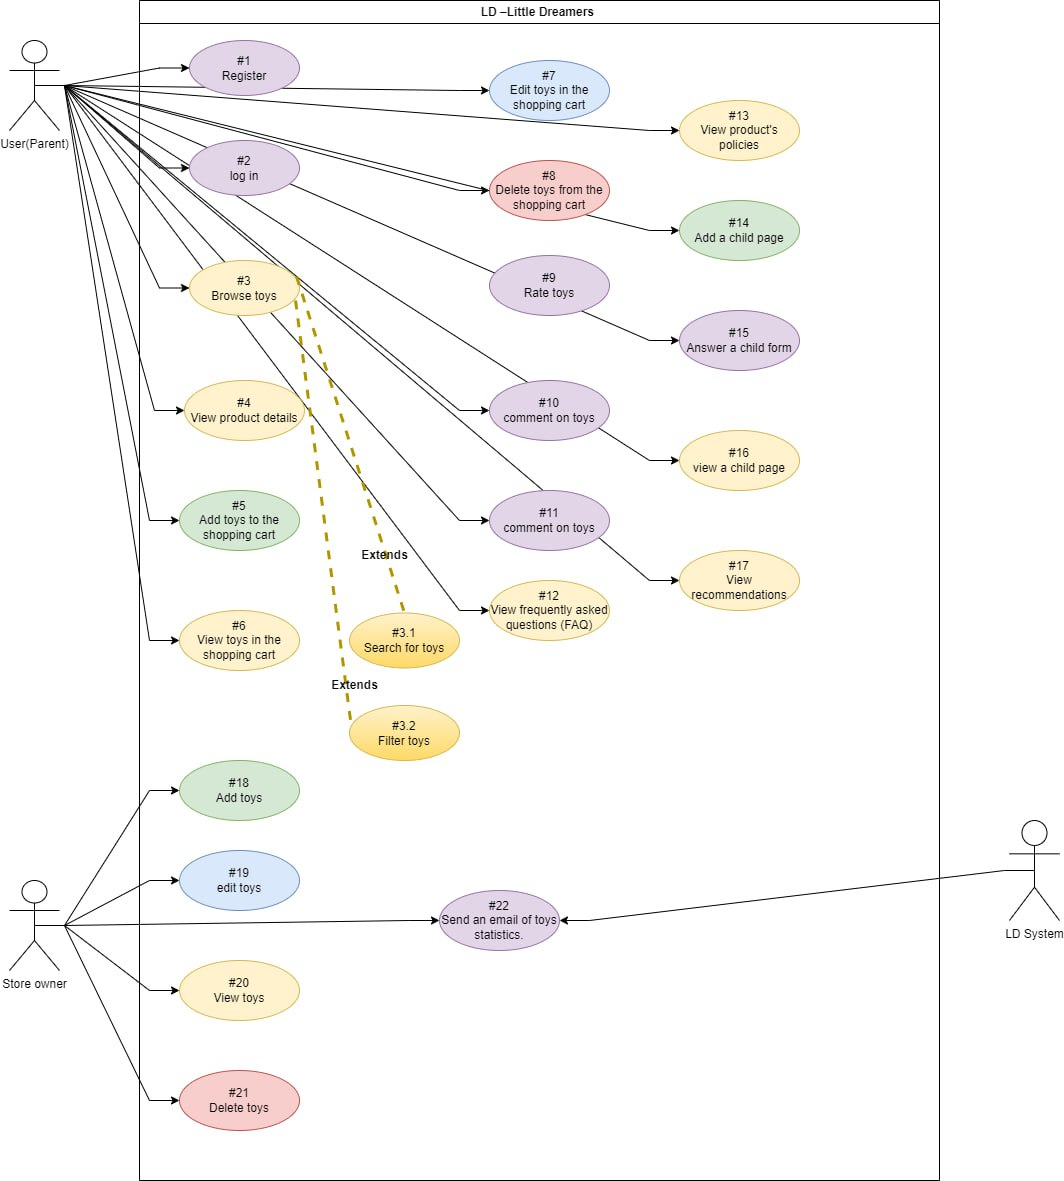 LD –Little Dreamers
User(Parent)
#1
Register
#2
log in
#3
Browse toys
#4
View product details
#5
Add toys to the
shopping cart
#6
View toys in the
shopping cart
#7
Edit toys in the
shopping cart
#8
Delete toys from the
shopping cart
#9
Rate toys
#10
comment on toys
#11
comment on toys
#12
View frequently asked
questions (FAQ)
#13
View product's
policies
#14
Add a child page
#15
Answer a child form
#16
view a child page
#17
View
recommendations
Extends
#3.1
Search for toys
Extends
#3.2
Filter toys
#18
Add toys
#19
edit toys
#20
View toys
#21
Delete toys
#22
Send an email of toys
statistics.
Store owner
LD System